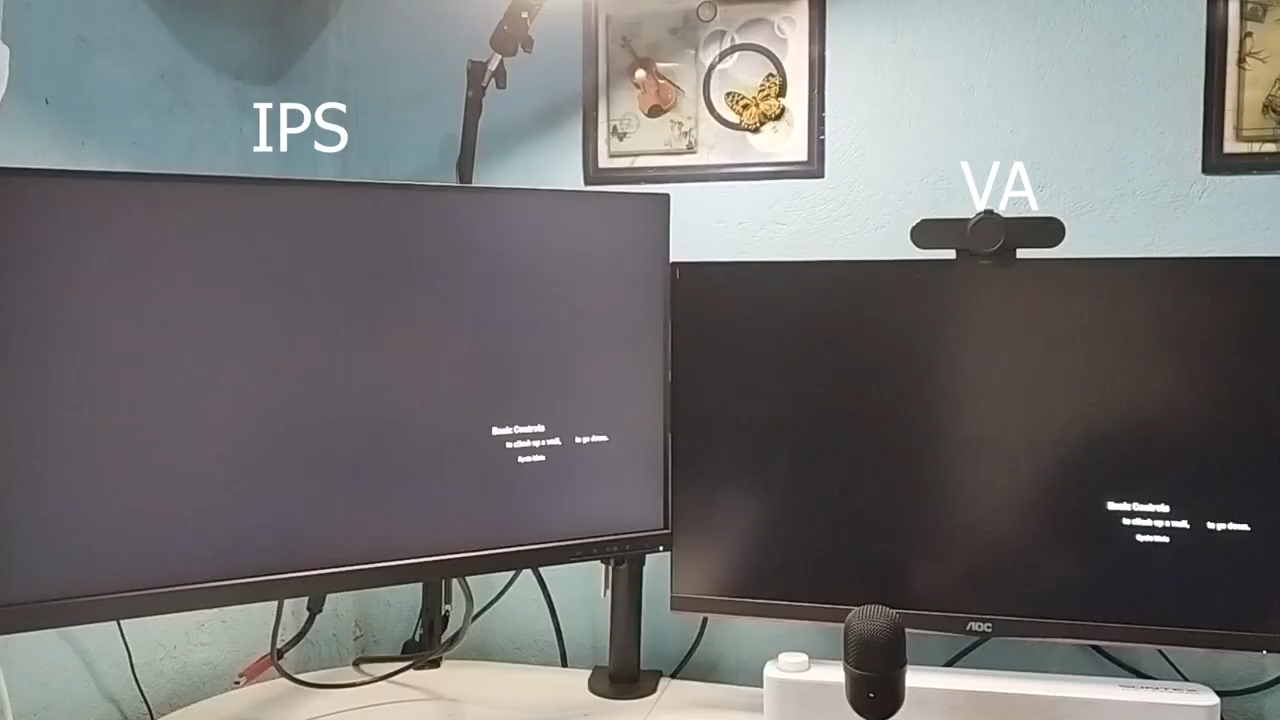 IPS
VA
Basic Controls
to climb up a wall, to go down.
Basic Controls
to climb up a wall, to go down.
AOC